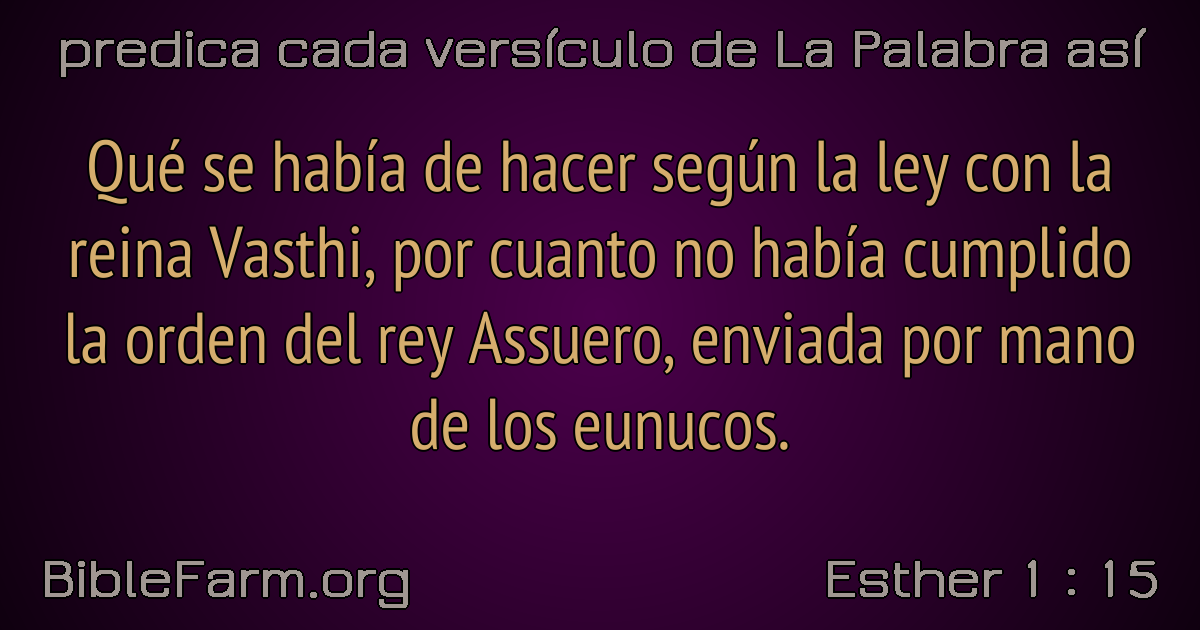 predica cada versículo de La Palabra así
Qué se había de hacer según la ley con la
reina Vasthi, por cuanto no había cumplido
la orden del rey Assuero, enviada por mano
de los eunucos.
BibleFarm.org
Esther 1 : 15